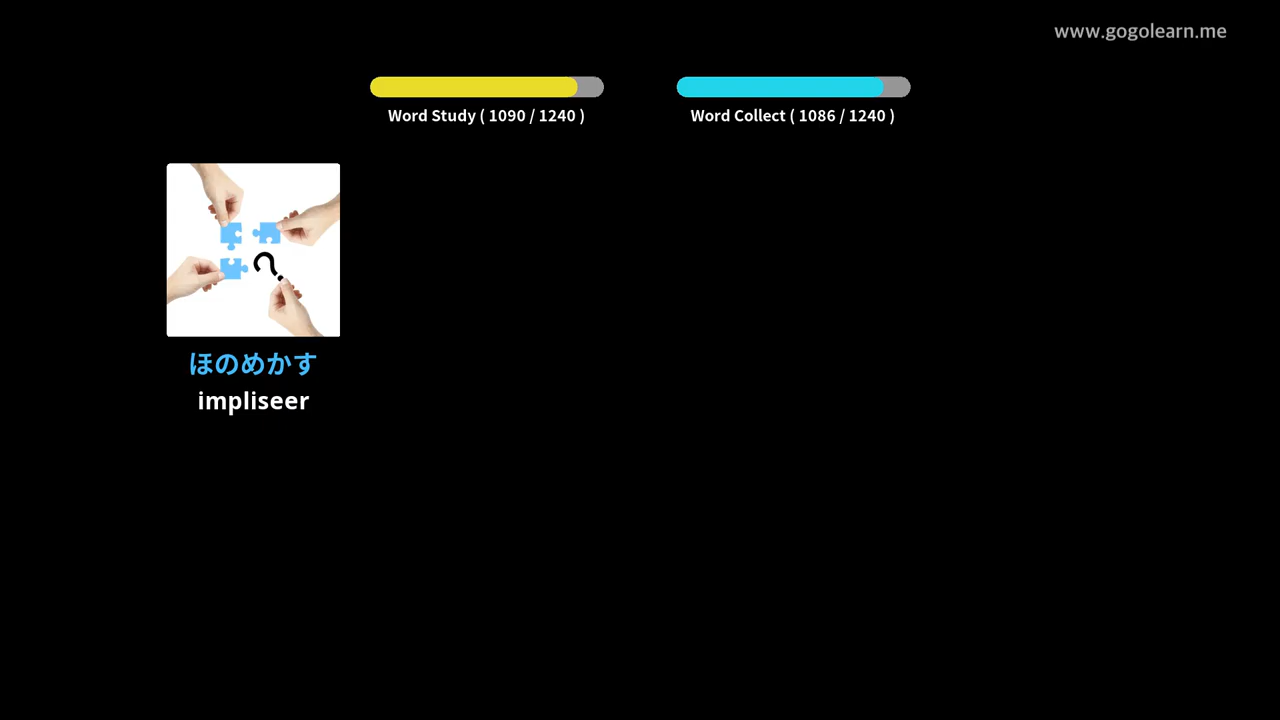 www.gogolearn.me
Word Study ( 1090 / 1240 )
Word Collect ( 1086 / 1240 )
?
ほのめかす
impliseer